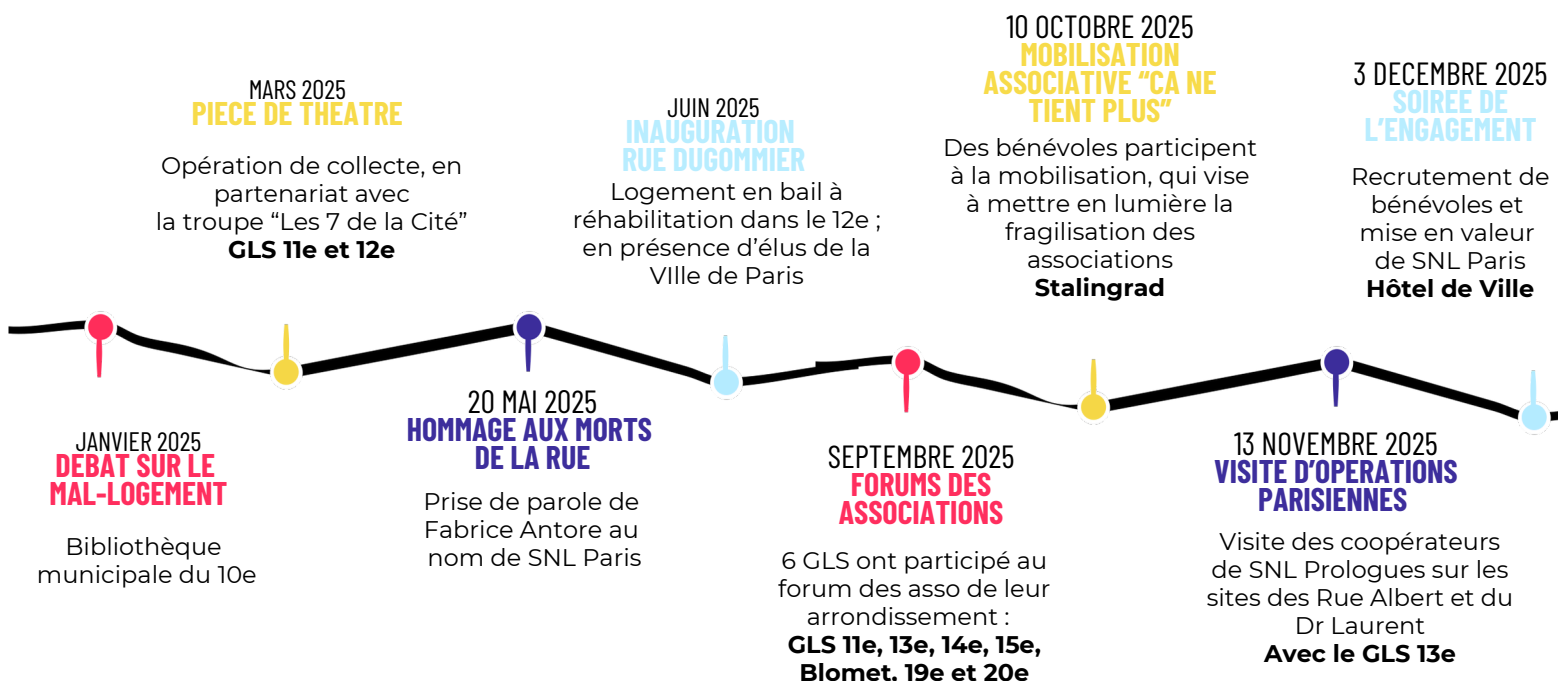 JANVIER 2025
DEBAT SUR LE
MAL-LOGEMENT
Bibliothèque
municipale du 10e
MARS 2025
PIECE DE THEATRE
Opération de collecte, en
partenariat avec
la troupe “Les 7 de la Cité”
GLS 11e et 12e
20 MAI 2025
HOMMAGE AUX MORTS
DE LA RUE
Prise de parole de
Fabrice Antore au
nom de SNL Paris
JUIN 2025
INAUGURATION
RUE DUGOMMIER
Logement en bail à
réhabilitation dans le 12e ;
en présence d’élus de la
VIlle de Paris
SEPTEMBRE 2025
FORUMS DES
ASSOCIATIONS
6 GLS ont participé au
forum des asso de leur
arrondissement :
GLS 11e, 13e, 14e, 15e,
Blomet, 19e et 20e
10 OCTOBRE 2025
MOBILISATION
ASSOCIATIVE “CA NE
TIENT PLUS”
Des bénévoles participent
à la mobilisation, qui vise
à mettre en lumière la
fragilisation des
associations
Stalingrad
13 NOVEMBRE 2025
VISITE D’OPERATIONS
PARISIENNES
Visite des coopérateurs
de SNL Prologues sur les
sites des Rue Albert et du
Dr Laurent
Avec le GLS 13e
3 DECEMBRE 2025
SOIREE DE
L’ENGAGEMENT
Recrutement de
bénévoles et
mise en valeur
de SNL Paris
Hôtel de Ville